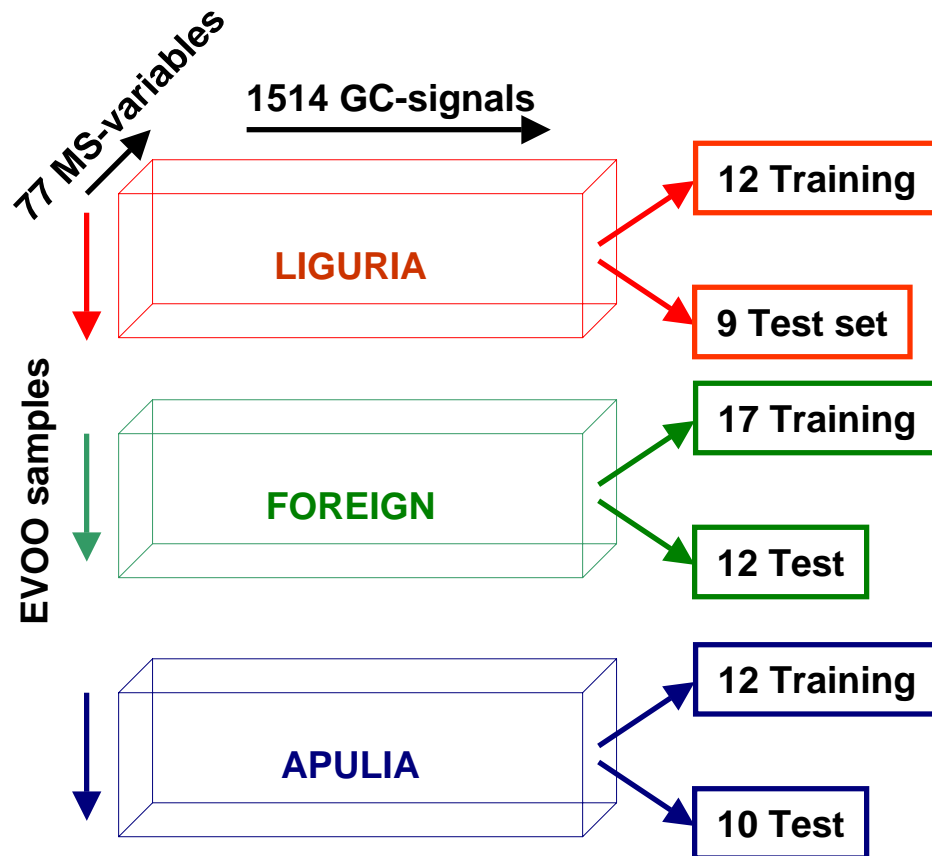 77 MS-variables
1514 GC-signals
EVOO samples
LIGURIA
12 Training
9 Test set
FOREIGN
17 Training
12 Test
APULIA
12 Training
10 Test